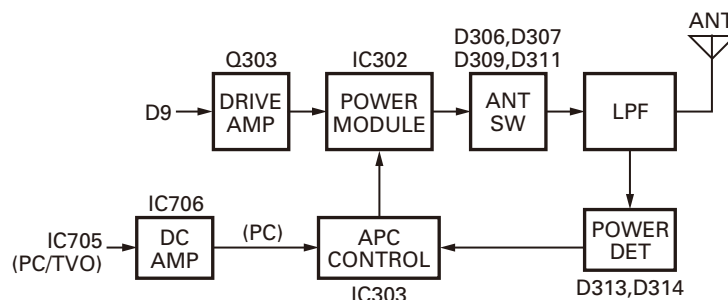 ANT
D306,D307
D309,D311
Q303
IC302
D9
DRIVE
AMP
POWER
MODULE
ANT
SW
LPF
IC706
IC705
(PC/TVO)
DC
AMP
(PC)
APC
CONTROL
IC303
POWER
DET
D313,D314